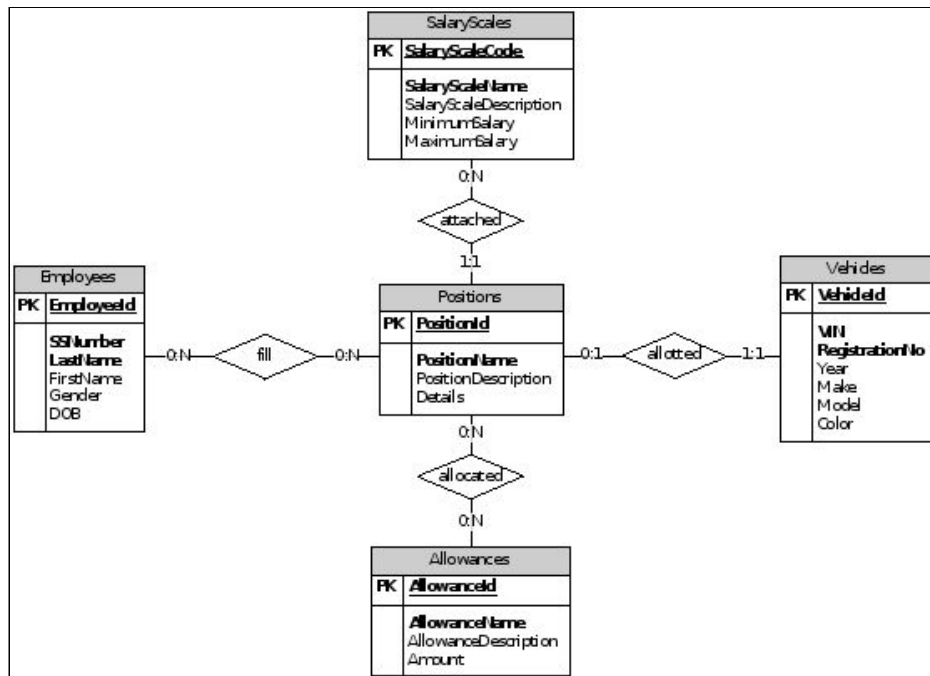 SalaryScales
PK SalaryScaleCode
SalaryScaleName
SalaryScaleDescription
MinimumSalary
MaximumSalary
0:N
attached
1:1
Employees
PK EmployeeId
SSNumber
LastName
FirstName
Gender
DOB
0:N
fill
0:N
Positions
PK PositionId
PositionName
PositionDescription
Details
0:1
allotted
1:1
Vehicles
PK VehicleId
VIN
RegistrationNo
Year
Make
Model
Color
0:N
allocated
0:N
Allowances
PK AllowanceId
AllowanceName
AllowanceDescription
Amount